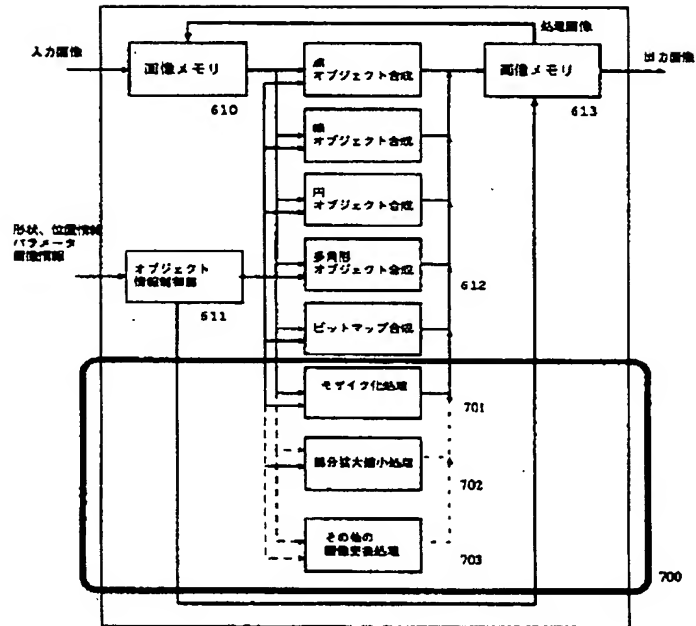 処理画像
入力画像
画像メモリ
610
点
オブジェクト合成
画像メモリ
613
出力画像
線
オブジェクト合成
円
オブジェクト合成
形状、位置情報
パラメータ
画像情報
オブジェクト
情報制御部
611
多角形
オブジェクト合成
612
ビットマップ合成
モザイク化処理
701
部分拡大縮小処理
702
その他の
画像変換処理
703
700